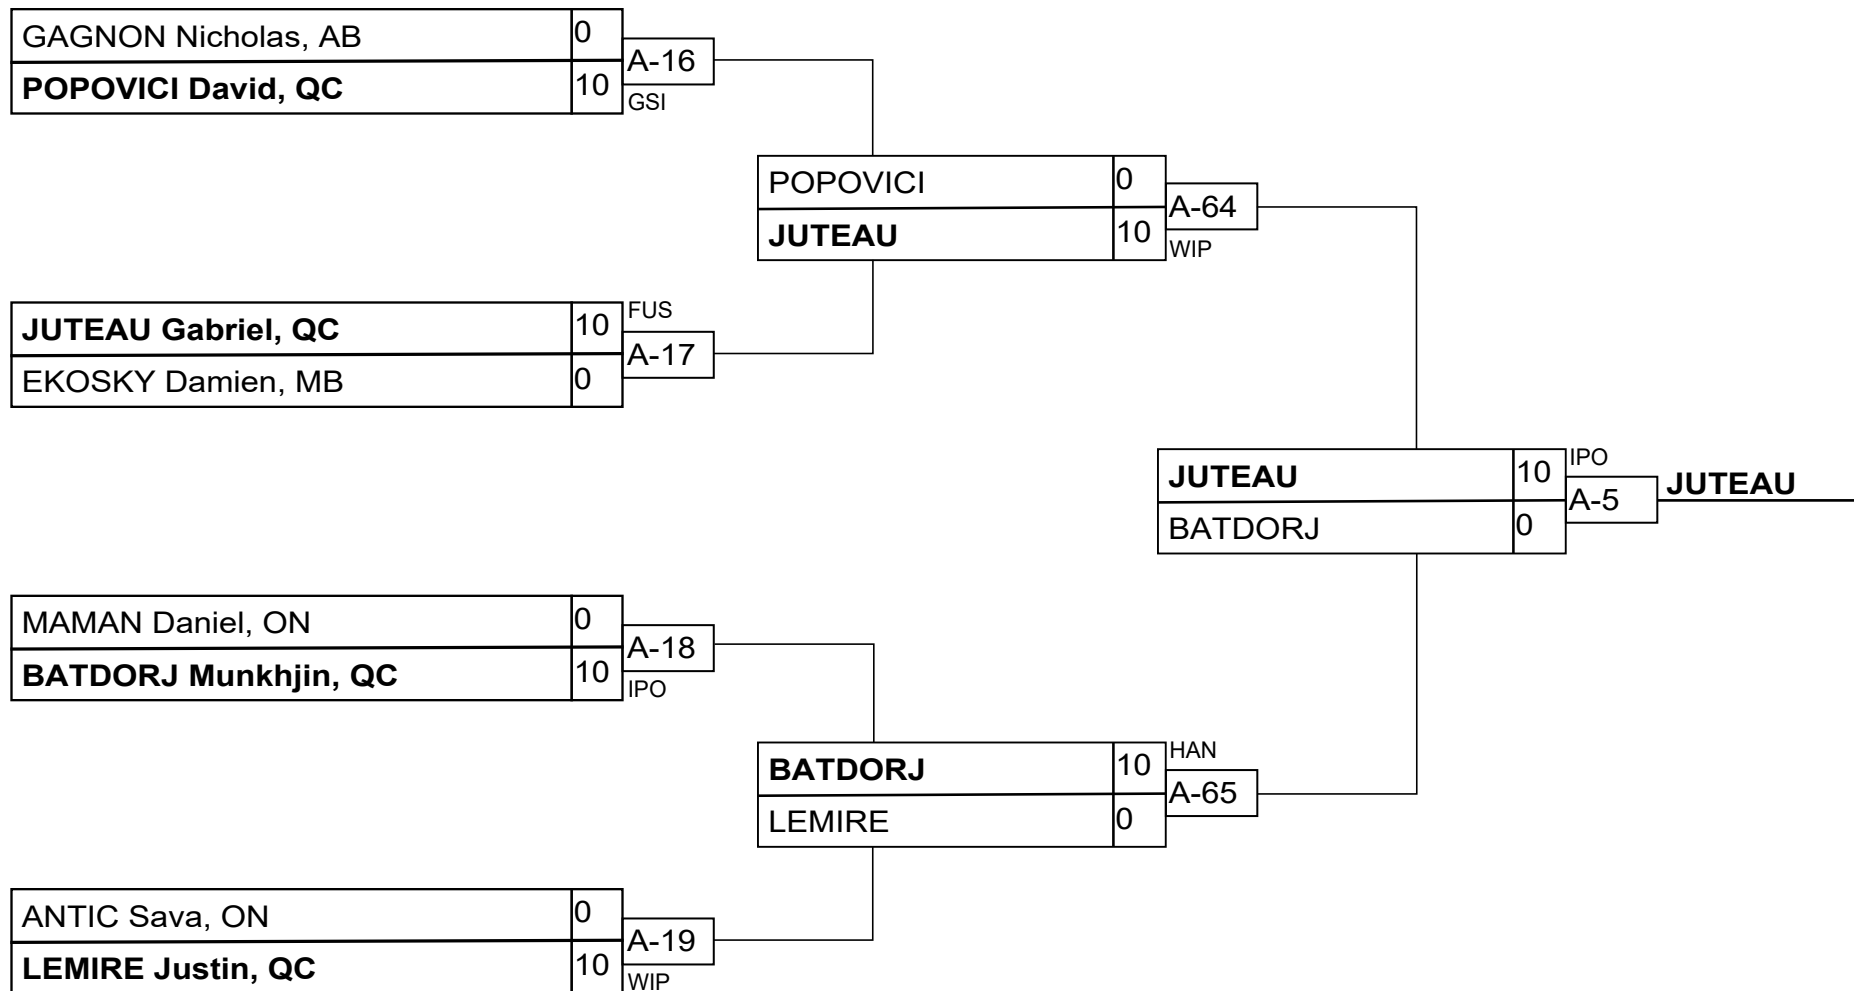 GAGNON Nicholas, AB 0
POPOVICI David, QC 10
A-16
GSI
POPOVICI 0
JUTEAU 10
A-64
WIP
JUTEAU Gabriel, QC 10
EKOSKY Damien, MB 0
FUS
A-17
JUTEAU 10
BATDORJ 0
IPO
A-5
JUTEAU
MAMAN Daniel, ON 0
BATDORJ Munkhjin, QC 10
A-18
IPO
BATDORJ 10
LEMIRE 0
HAN
A-65
ANTIC Sava, ON 0
LEMIRE Justin, QC 10
A-19
WIP